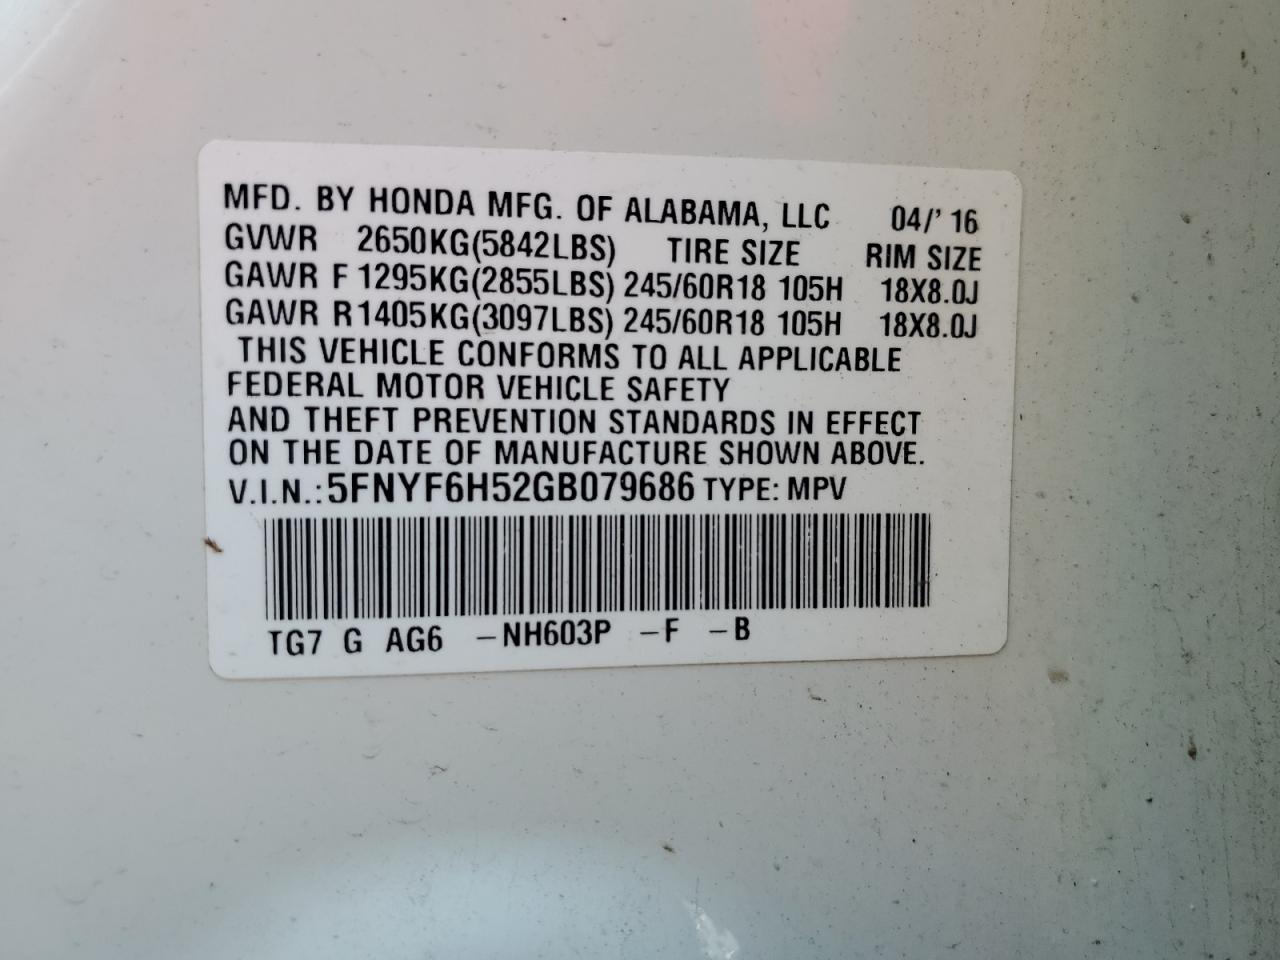 MFD. BY HONDA MFG. OF ALABAMA, LLC 04/' 16
GVWR 2650KG(5842LBS) TIRE SIZE RIM SIZE
GAWR F 1295KG(2855LBS) 245/60R18 105H 18X8.0J
GAWR R1405KG(3097LBS) 245/60R18 105H 18X8.0J
THIS VEHICLE CONFORMS TO ALL APPLICABLE
FEDERAL MOTOR VEHICLE SAFETY
AND THEFT PREVENTION STANDARDS IN EFFECT
ON THE DATE OF MANUFACTURE SHOWN ABOVE.
V.I.N.: 5FNYF6H52GB079686 TYPE: MPV
TG7 G AG6 –NH603P –F –B